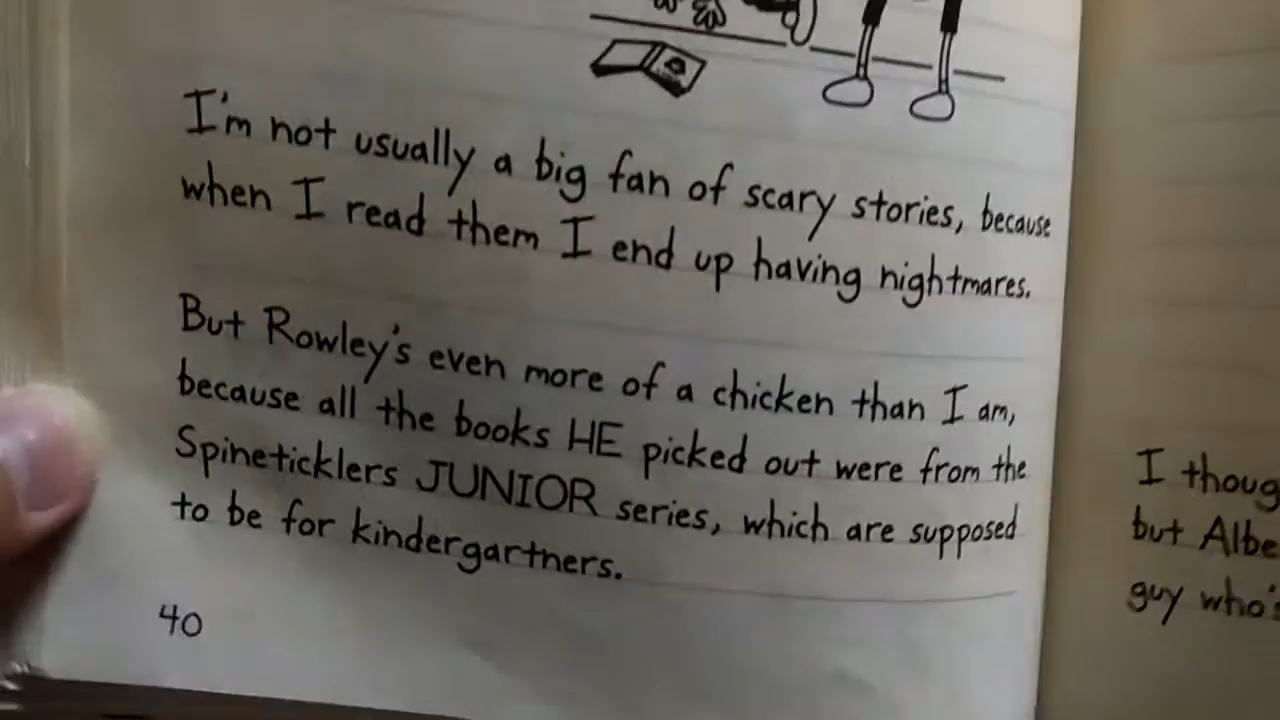 I'm not usually a big fan of scary stories, because
when I read them I end up having nightmares.
But Rowley's even more of a chicken than I am,
because all the books HE picked out were from the
Spineticklers JUNIOR series, which are supposed
to be for kindergartners.
40
I thoug
but Albe
guy who's